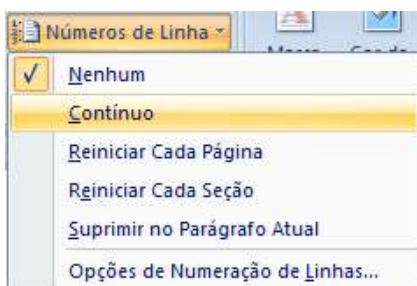 Números de Linha
Nenhum
Contínuo
Reiniciar Cada Página
Reiniciar Cada Seção
Suprimir no Parágrafo Atual
Opções de Numeração de Linhas...